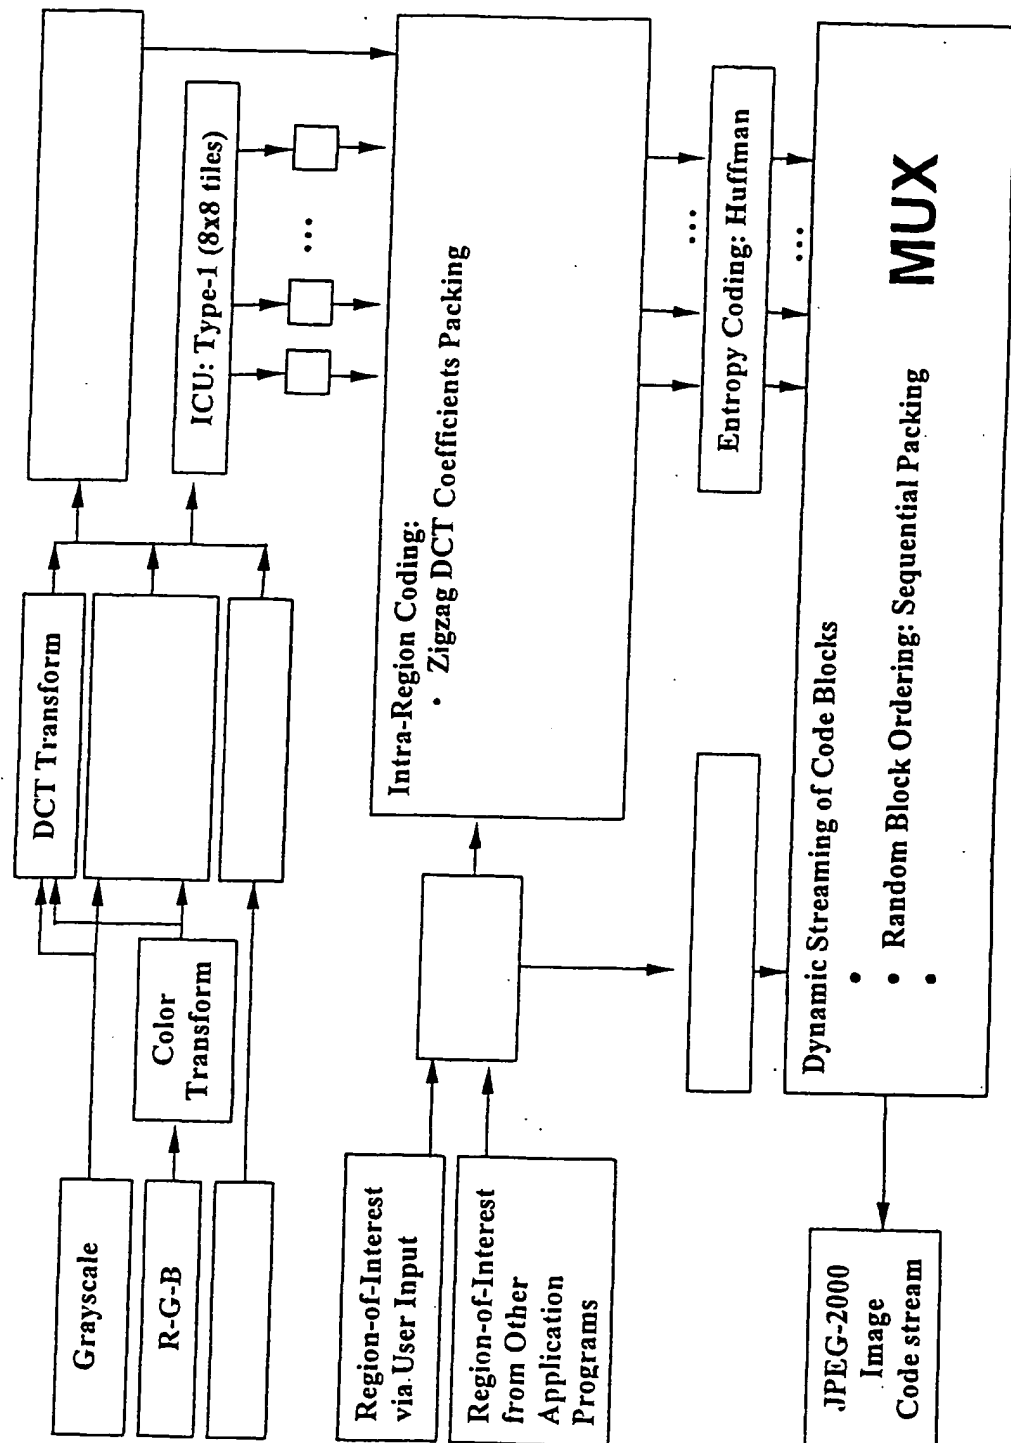 Grayscale
R-G-B
Color
Transform
DCT Transform
ICU: Type-1 (8x8 tiles)
...
Region-of-Interest
via User Input
Region-of-Interest
from Other
Application
Programs
Intra-Region Coding:
• Zigzag DCT Coefficients Packing
...
Entropy Coding: Huffman
...
Dynamic Streaming of Code Blocks
•
• Random Block Ordering: Sequential Packing
•
MUX
JPEG-2000
Image
Code stream